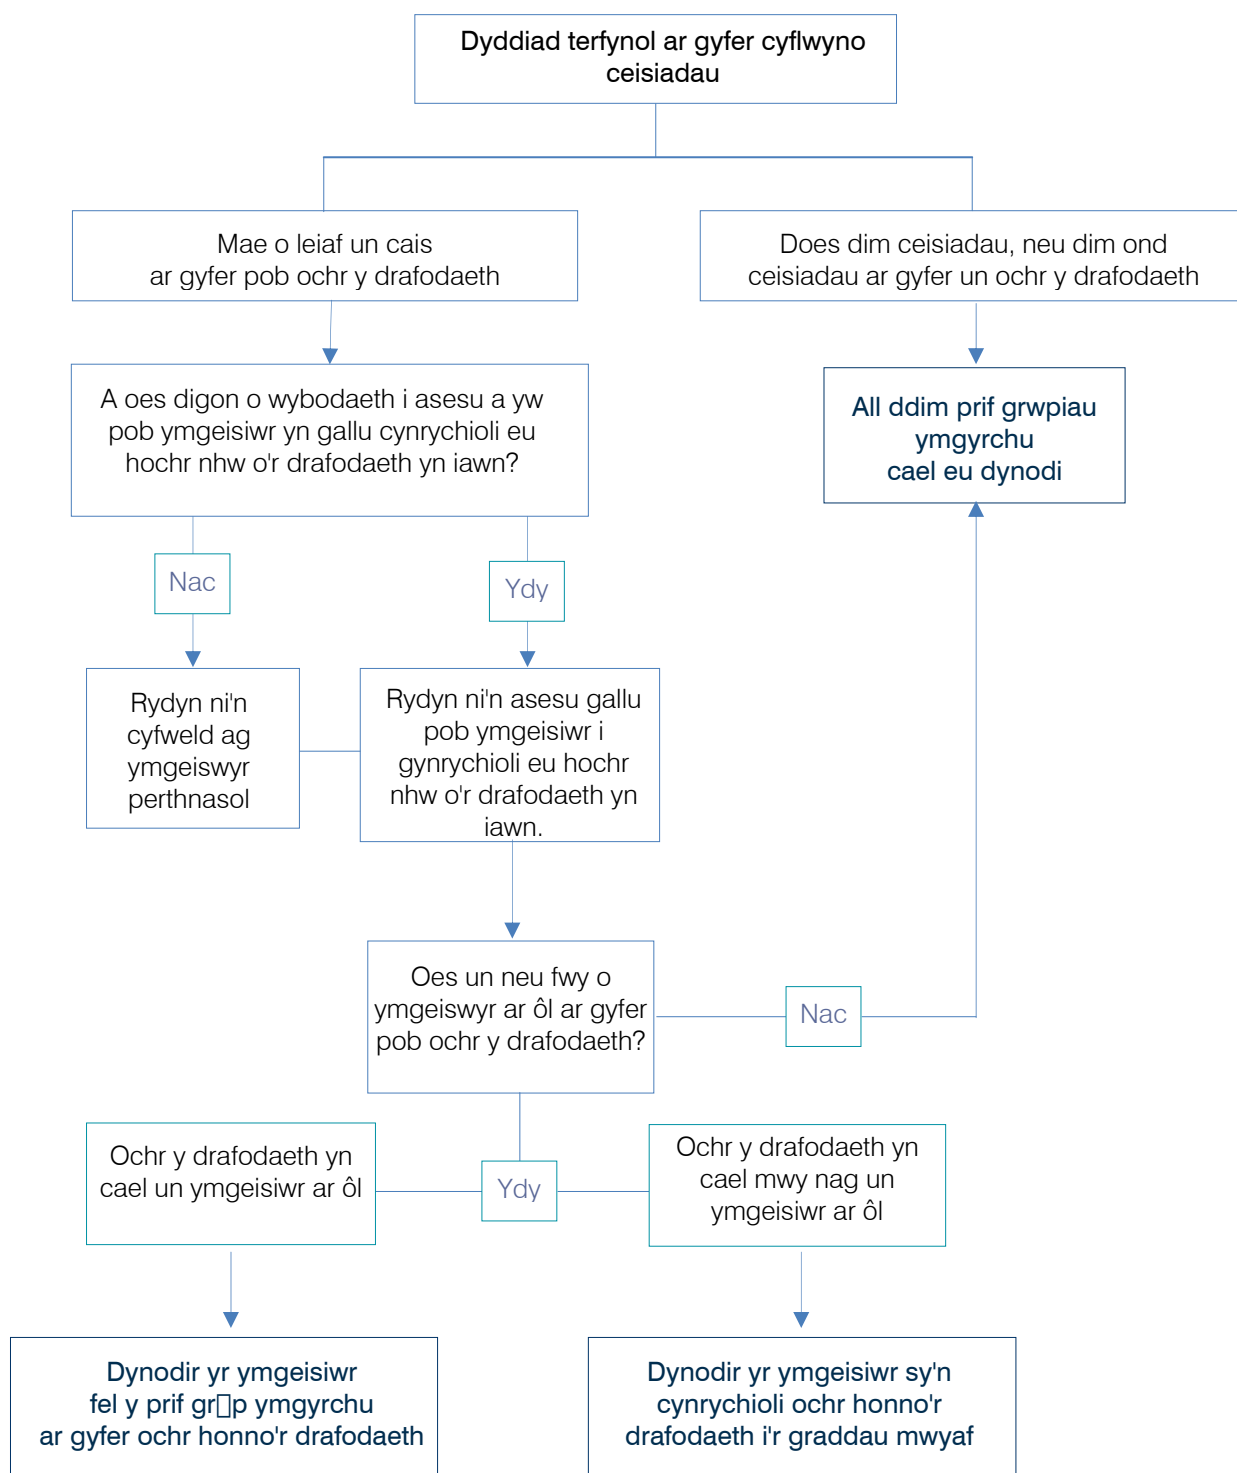 Dyddiad terfynol ar gyfer cyflwyno
ceisiadau
Mae o leiaf un cais
ar gyfer pob ochr y drafodaeth
Does dim ceisiadau, neu dim ond
ceisiadau ar gyfer un ochr y drafodaeth
A oes digon o wybodaeth i asesu a yw
pob ymgeisiwr yn gallu cynrychioli eu
hochr nhw o'r drafodaeth yn iawn?
All ddim prif grwpiau
ymgyrchu
cael eu dynodi
Nac
Ydy
Rydyn ni'n
cyfweld ag
ymgeiswyr
perthnasol
Rydyn ni'n asesu gallu
pob ymgeisiwr i
gynrychioli eu hochr
nhw o'r drafodaeth yn
iawn.
Oes un neu fwy o
ymgeiswyr ar ôl ar gyfer
pob ochr y drafodaeth?
Nac
Ochr y drafodaeth yn
cael un ymgeisiwr ar ôl
Ydy
Ochr y drafodaeth yn
cael mwy nag un
ymgeisiwr ar ôl
Dynodir yr ymgeisiwr
fel y prif gr□p ymgyrchu
ar gyfer ochr honno'r drafodaeth
Dynodir yr ymgeisiwr sy'n
cynrychioli ochr honno'r
drafodaeth i'r graddau mwyaf